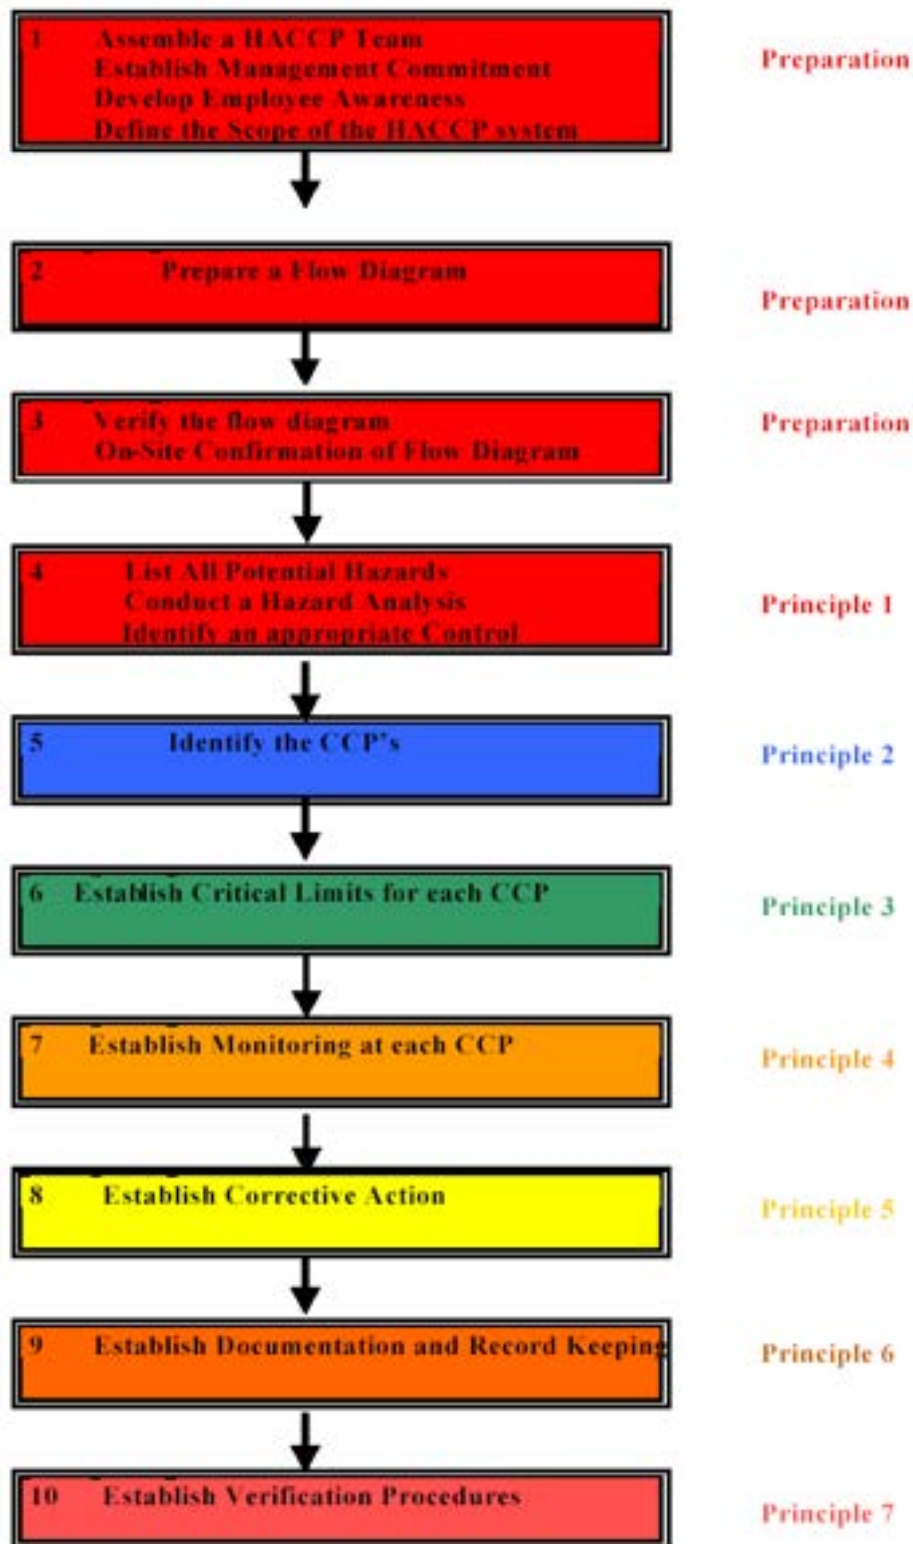 1 Assemble a HACCP Team
Establish Management Commitment
Develop Employee Awareness
Define the Scope of the HACCP system
Preparation
2 Prepare a Flow Diagram
Preparation
3 Verify the flow diagram
On-Site Confirmation of Flow Diagram
Preparation
4 List All Potential Hazards
Conduct a Hazard Analysis
Identify an appropriate Control
Principle 1
5 Identify the CCP's
Principle 2
6 Establish Critical Limits for each CCP
Principle 3
7 Establish Monitoring at each CCP
Principle 4
8 Establish Corrective Action
Principle 5
9 Establish Documentation and Record Keeping
Principle 6
10 Establish Verification Procedures
Principle 7